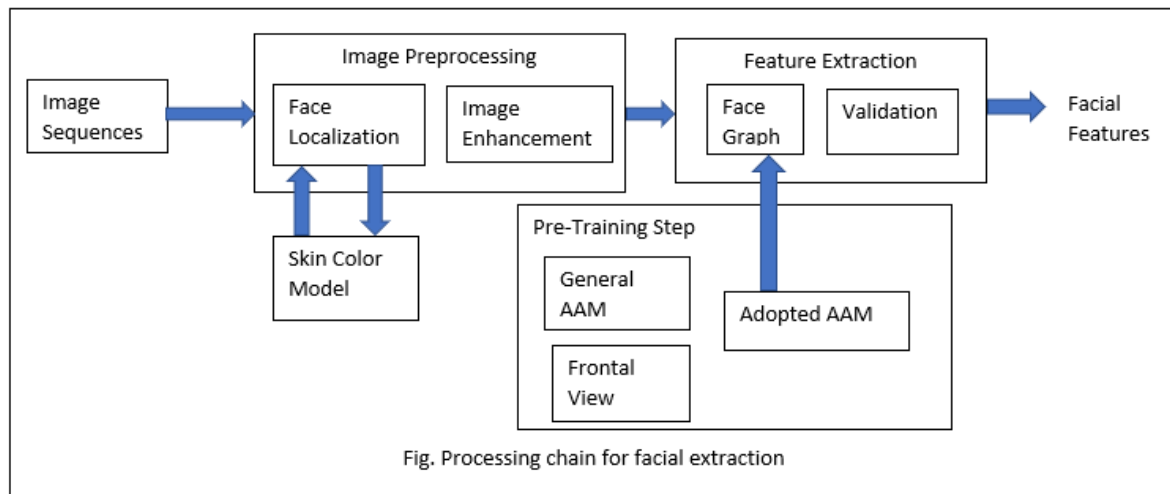 Image Preprocessing
Feature Extraction
Image
Sequences
Face
Localization
Image
Enhancement
Face
Graph
Validation
Facial
Features
Skin Color
Model
Pre-Training Step
General
AAM
Adopted AAM
Frontal
View
Fig. Processing chain for facial extraction